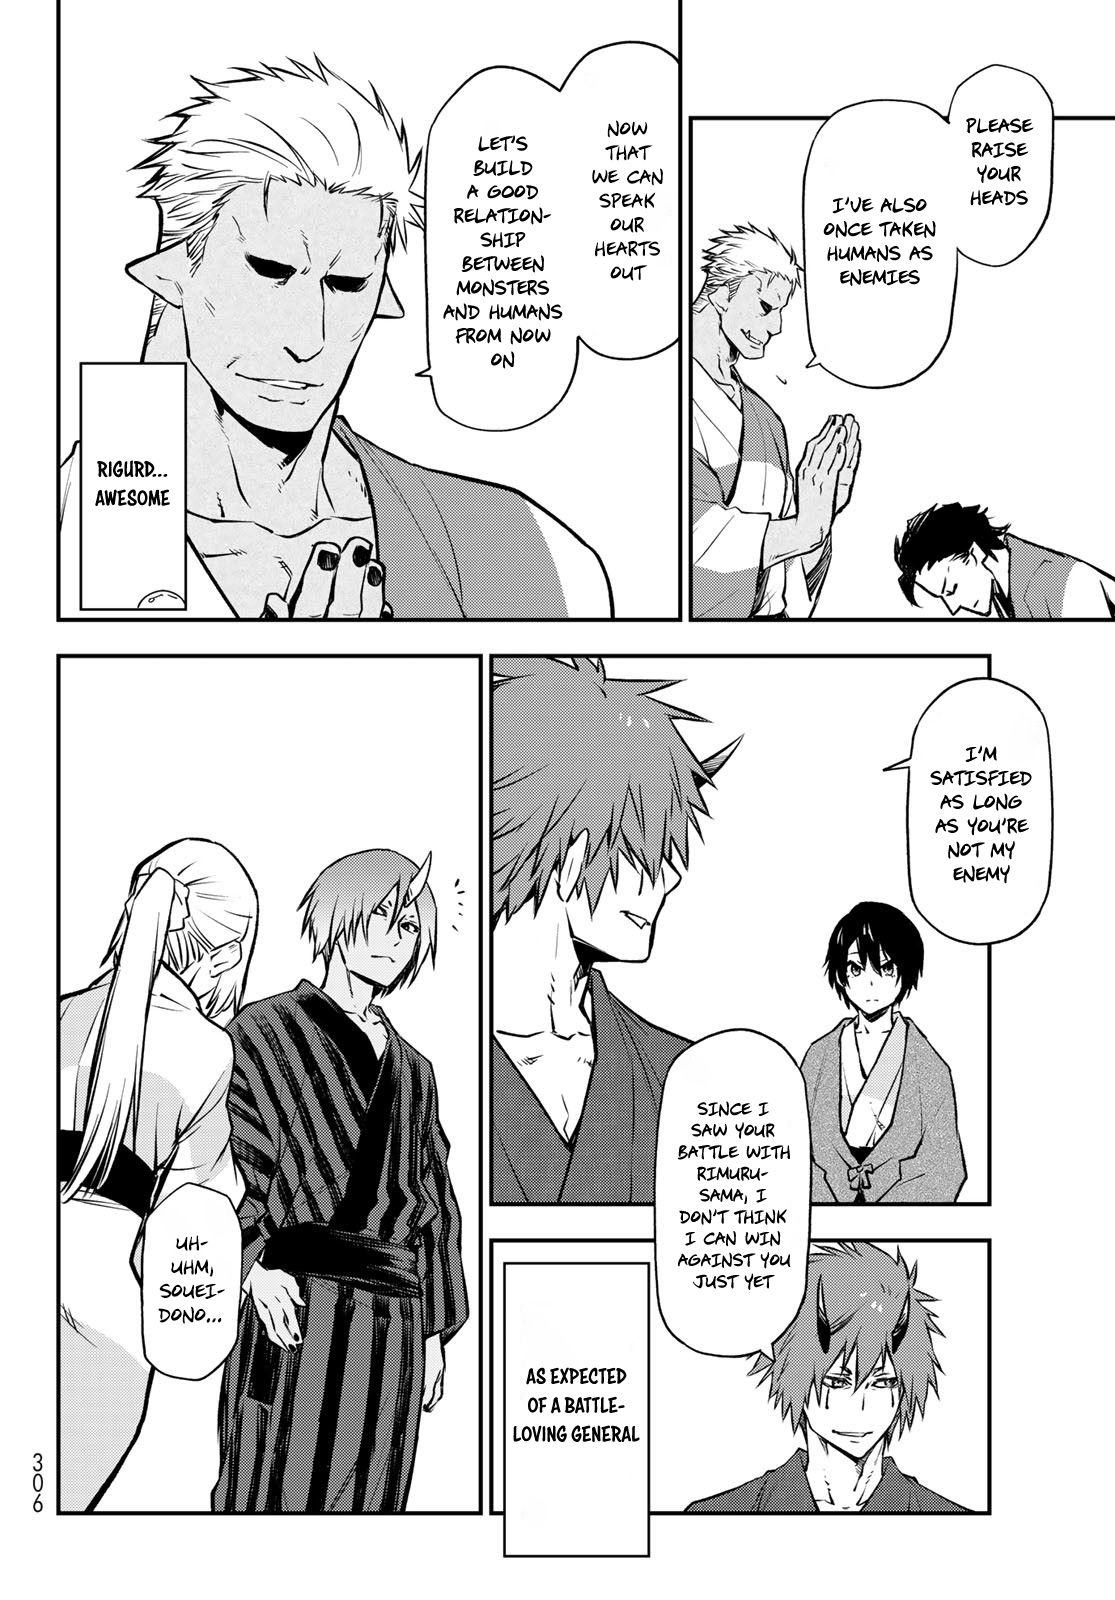 PLEASE
RAISE
YOUR
HEADS
I'VE ALSO
ONCE TAKEN
HUMANS AS
ENEMIES
NOW
THAT
WE CAN
SPEAK
OUR
HEARTS
OUT
LET'S
BUILD
A GOOD
RELATION-
SHIP
BETWEEN
MONSTERS
AND HUMANS
FROM NOW
ON
RIGURD...
AWESOME
I'M
SATISFIED
AS LONG
AS YOU'RE
NOT MY
ENEMY
SINCE I
SAW YOUR
BATTLE WITH
RIMURU-
SAMA, I
DON'T THINK
I CAN WIN
AGAINST YOU
JUST YET
AS EXPECTED
OF A BATTLE-
LOVING GENERAL
UH-
UHM,
SOUEI-
DONO...
306